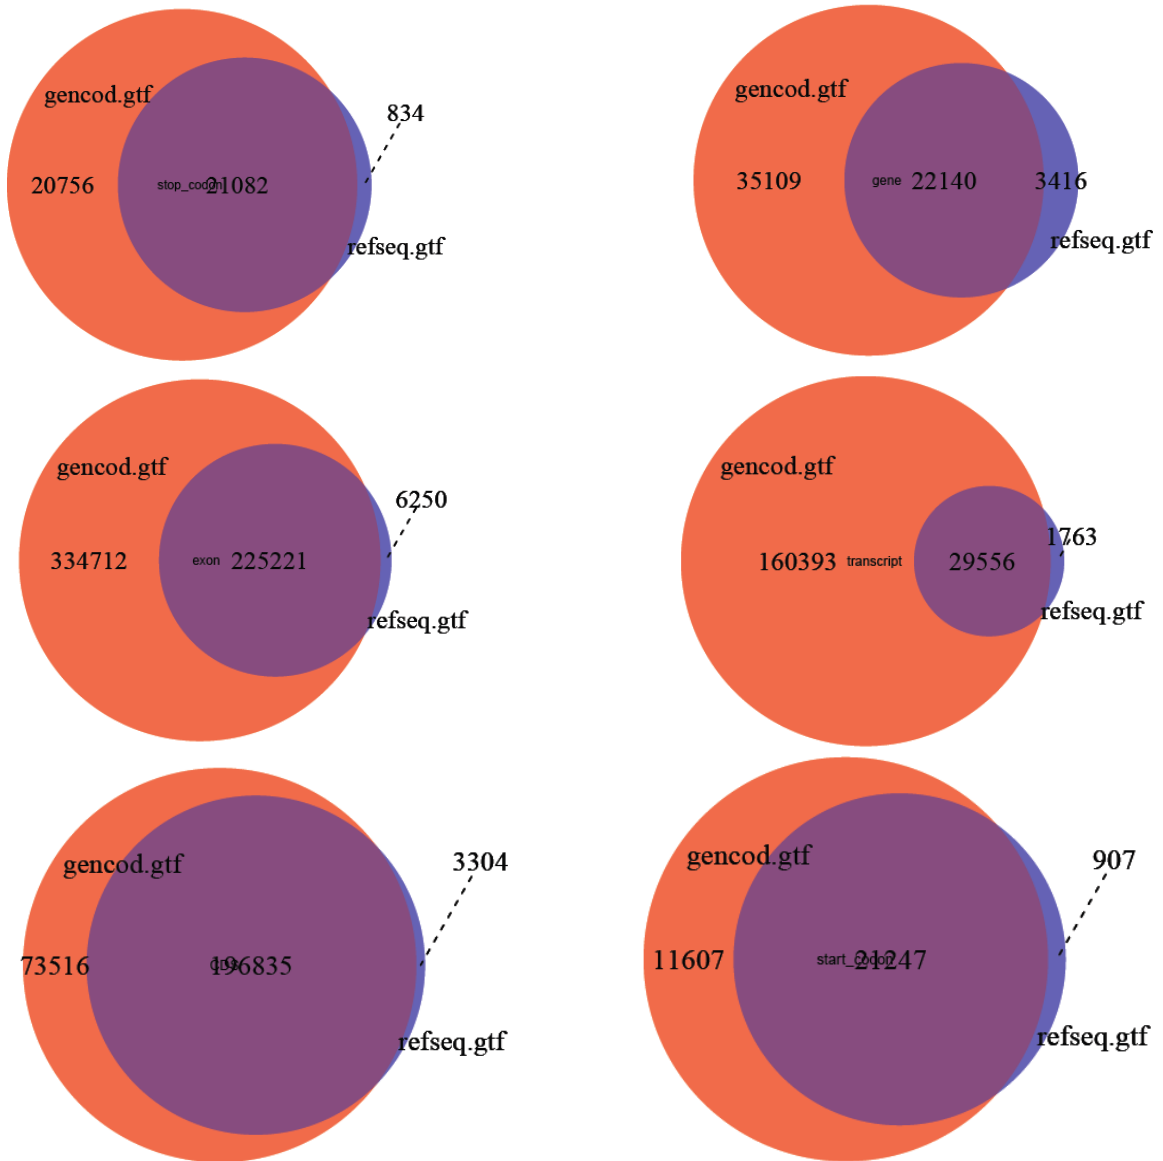 gencod.gtf
834
20756
stop_codon
21082
refseq.gtf
gencod.gtf
35109
gene
22140
3416
refseq.gtf
gencod.gtf
6250
334712
exon
225221
refseq.gtf
gencod.gtf
1763
160393
transcript
29556
refseq.gtf
gencod.gtf
3304
73516
CDS
196835
refseq.gtf
gencod.gtf
907
11607
start_codon
21247
refseq.gtf